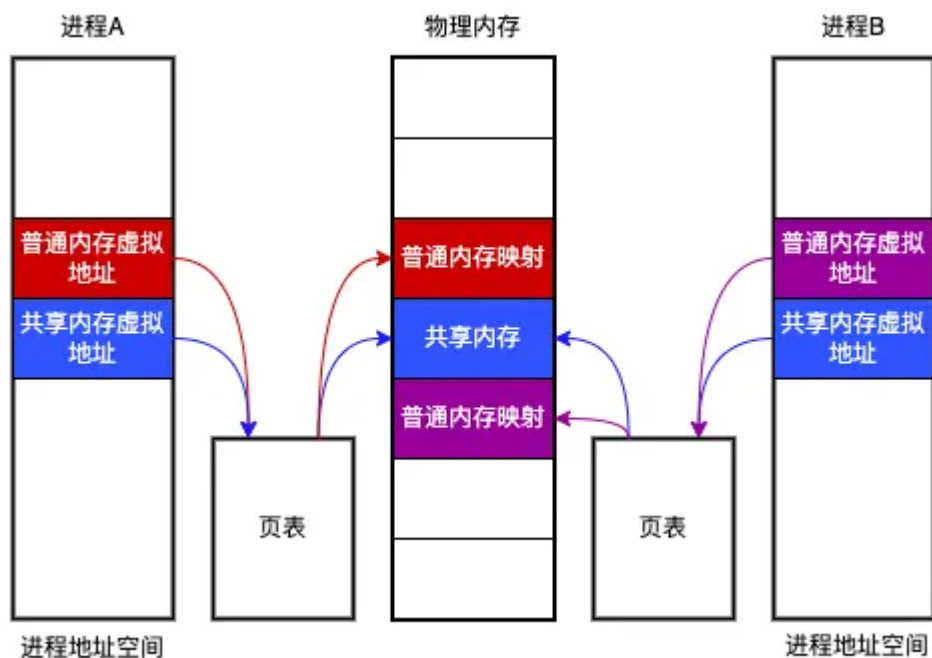 进程A
物理内存
进程B
普通内存虚拟
地址
共享内存虚拟
地址
普通内存映射
共享内存
普通内存映射
普通内存虚拟
地址
共享内存虚拟
地址
页表
页表
进程地址空间
进程地址空间